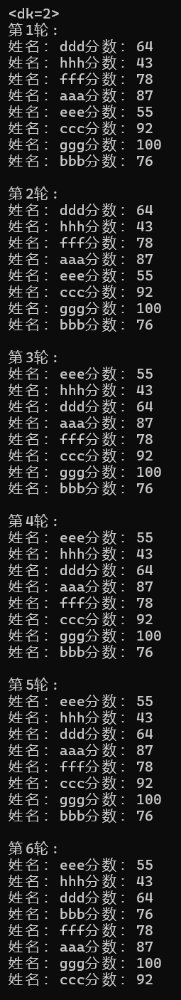 <dk=2>
第1轮:
姓名: ddd分数: 64
姓名: hhh分数: 43
姓名: fff分数: 78
姓名: aaa分数: 87
姓名: eee分数: 55
姓名: ccc分数: 92
姓名: ggg分数: 100
姓名: bbb分数: 76

第2轮:
姓名: ddd分数: 64
姓名: hhh分数: 43
姓名: fff分数: 78
姓名: aaa分数: 87
姓名: eee分数: 55
姓名: ccc分数: 92
姓名: ggg分数: 100
姓名: bbb分数: 76

第3轮:
姓名: eee分数: 55
姓名: hhh分数: 43
姓名: ddd分数: 64
姓名: aaa分数: 87
姓名: fff分数: 78
姓名: ccc分数: 92
姓名: ggg分数: 100
姓名: bbb分数: 76

第4轮:
姓名: eee分数: 55
姓名: hhh分数: 43
姓名: ddd分数: 64
姓名: aaa分数: 87
姓名: fff分数: 78
姓名: ccc分数: 92
姓名: ggg分数: 100
姓名: bbb分数: 76

第5轮:
姓名: eee分数: 55
姓名: hhh分数: 43
姓名: ddd分数: 64
姓名: aaa分数: 87
姓名: fff分数: 78
姓名: ccc分数: 92
姓名: ggg分数: 100
姓名: bbb分数: 76

第6轮:
姓名: eee分数: 55
姓名: hhh分数: 43
姓名: ddd分数: 64
姓名: bbb分数: 76
姓名: fff分数: 78
姓名: aaa分数: 87
姓名: ggg分数: 100
姓名: ccc分数: 92